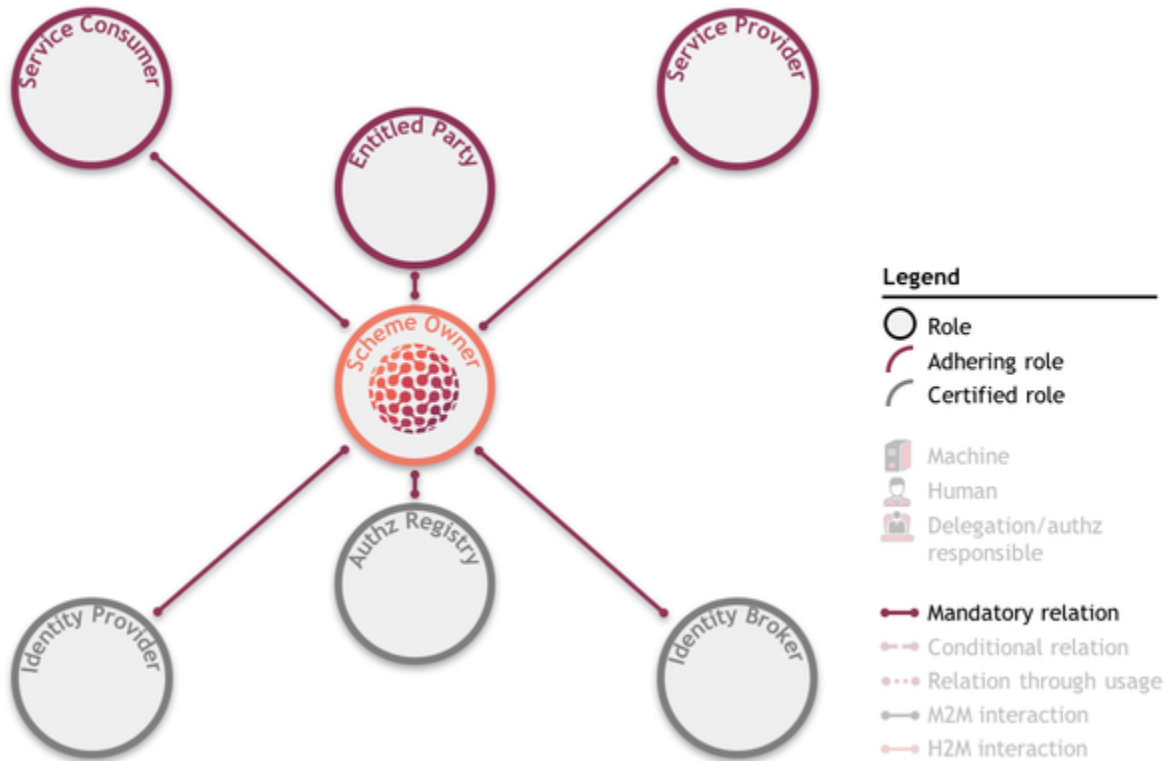 Service Consumer
Service Provider
Entitled Party
Scheme Owner
Authz Registry
Identity Provider
Identity Broker
Legend
Role
Adhering role
Certified role
Machine
Human
Delegation/authz
responsible
Mandatory relation
Conditional relation
Relation through usage
M2M interaction
H2M interaction